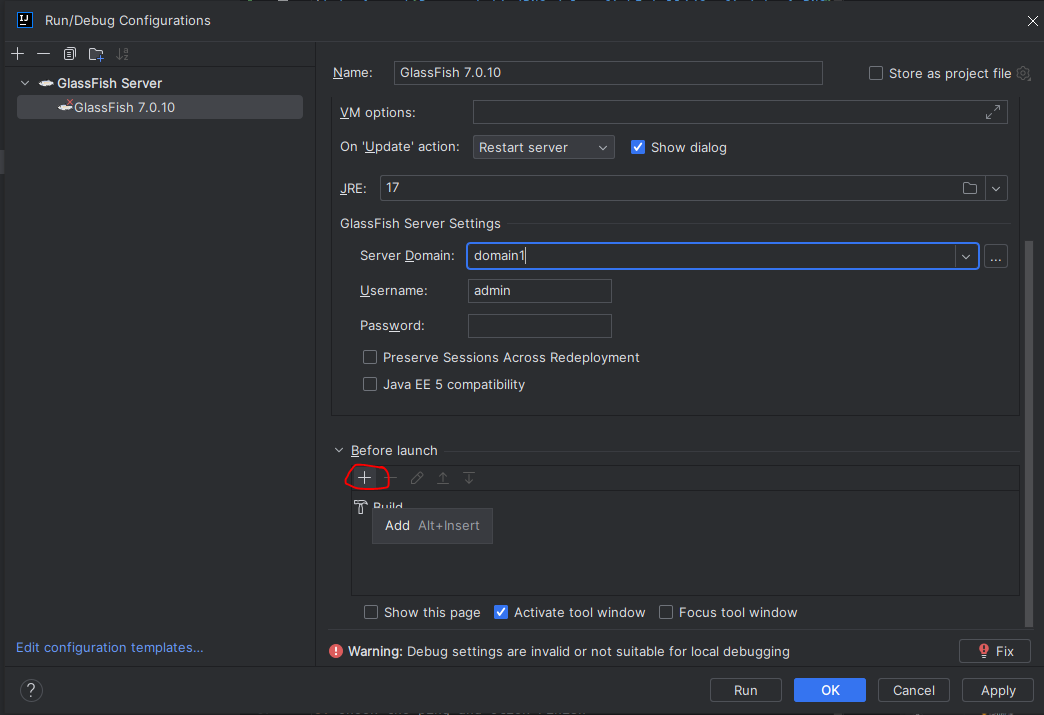 Run/Debug Configurations
GlassFish Server
GlassFish 7.0.10
Name: GlassFish 7.0.10 Store as project file
VM options:
On 'Update' action: Restart server Show dialog
JRE: 17
GlassFish Server Settings
Server Domain: domain1 ...
Username: admin
Password:
Preserve Sessions Across Redeployment
Java EE 5 compatibility
Before launch
Build
Add Alt+Insert
Show this page Activate tool window Focus tool window
Edit configuration templates...
Warning: Debug settings are invalid or not suitable for local debugging Fix
? Run OK Cancel Apply